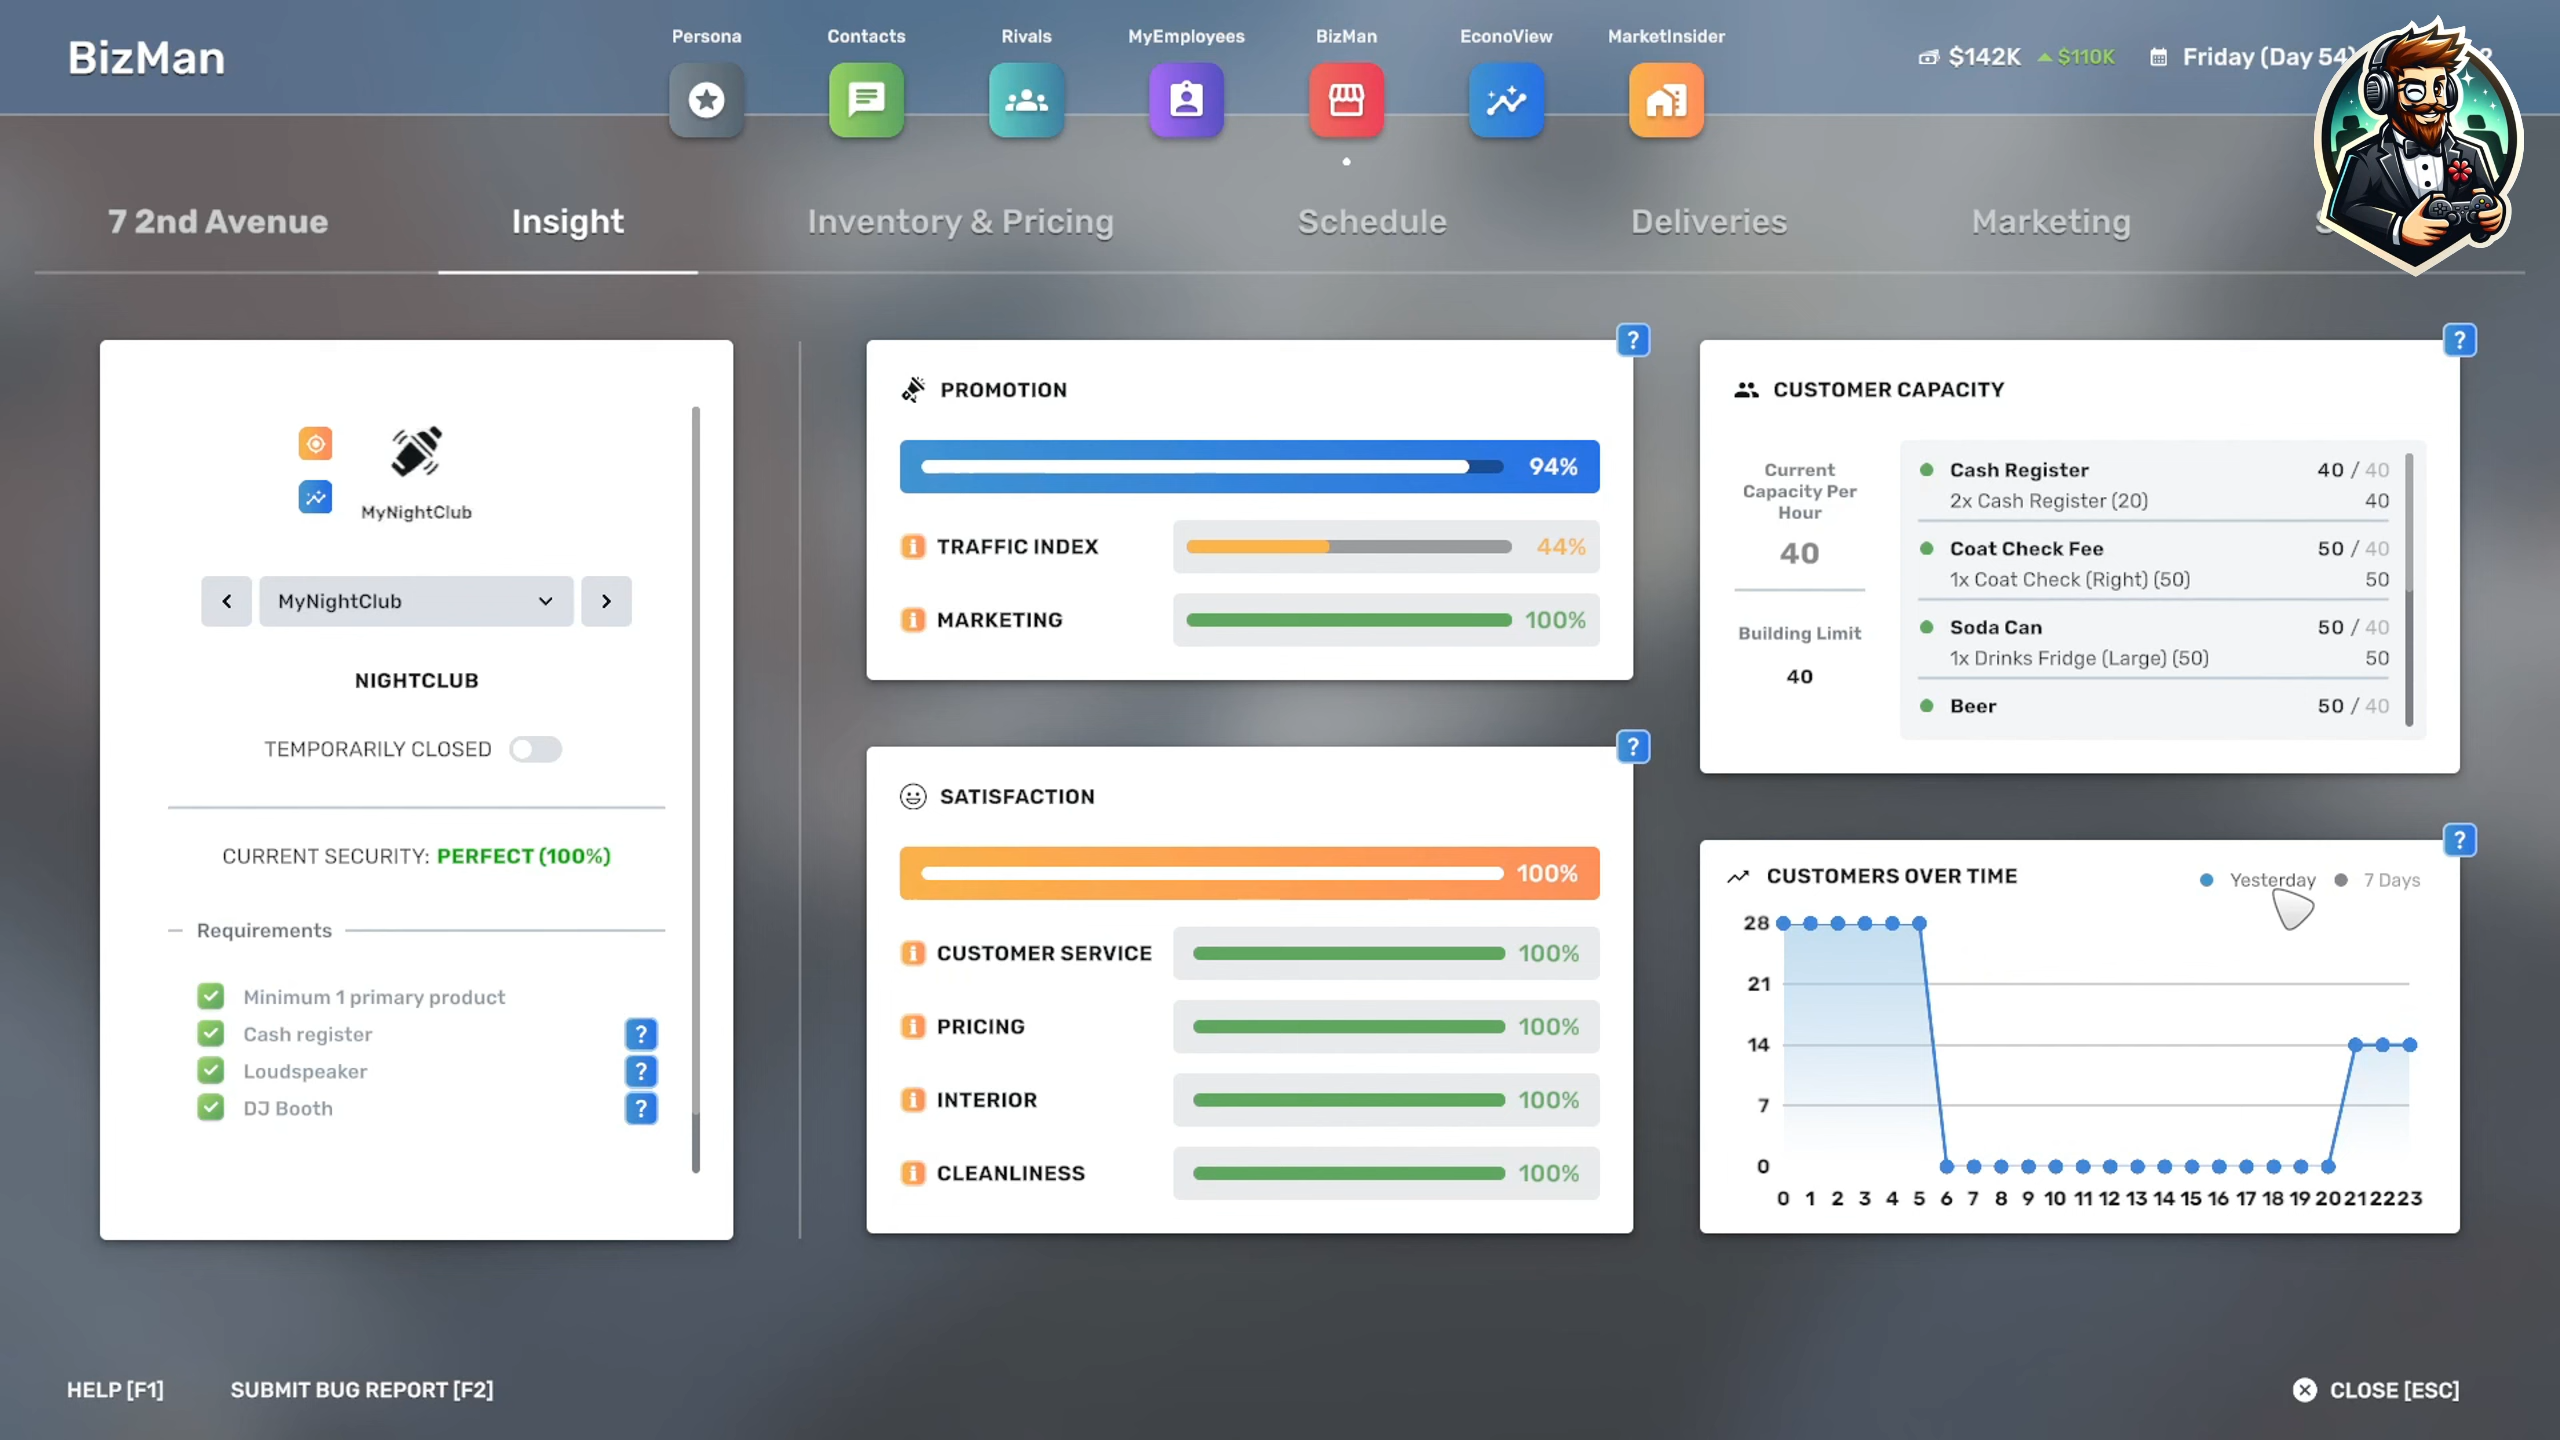 BizMan
Persona
Contacts
Rivals
MyEmployees
BizMan
EconoView
MarketInsider
$142K
$110K
Friday (Day 54)
7 2nd Avenue
Insight
Inventory & Pricing
Schedule
Deliveries
Marketing
MyNightClub
MyNightClub
NIGHTCLUB
TEMPORARILY CLOSED
CURRENT SECURITY: PERFECT (100%)
Requirements
Minimum 1 primary product
Cash register ?
Loudspeaker ?
DJ Booth ?
?
PROMOTION
94%
TRAFFIC INDEX 44%
MARKETING 100%
?
SATISFACTION
100%
CUSTOMER SERVICE 100%
PRICING 100%
INTERIOR 100%
CLEANLINESS 100%
?
CUSTOMER CAPACITY
Current
Capacity Per
Hour
40
Building Limit
40
Cash Register 40 / 40
2x Cash Register (20) 40
Coat Check Fee 50 / 40
1x Coat Check (Right) (50) 50
Soda Can 50 / 40
1x Drinks Fridge (Large) (50) 50
Beer 50 / 40
?
CUSTOMERS OVER TIME
Yesterday 7 Days
28
21
14
7
0
0 1 2 3 4 5 6 7 8 9 10 11 12 13 14 15 16 17 18 19 20 21 22 23
HELP [F1]
SUBMIT BUG REPORT [F2]
CLOSE [ESC]